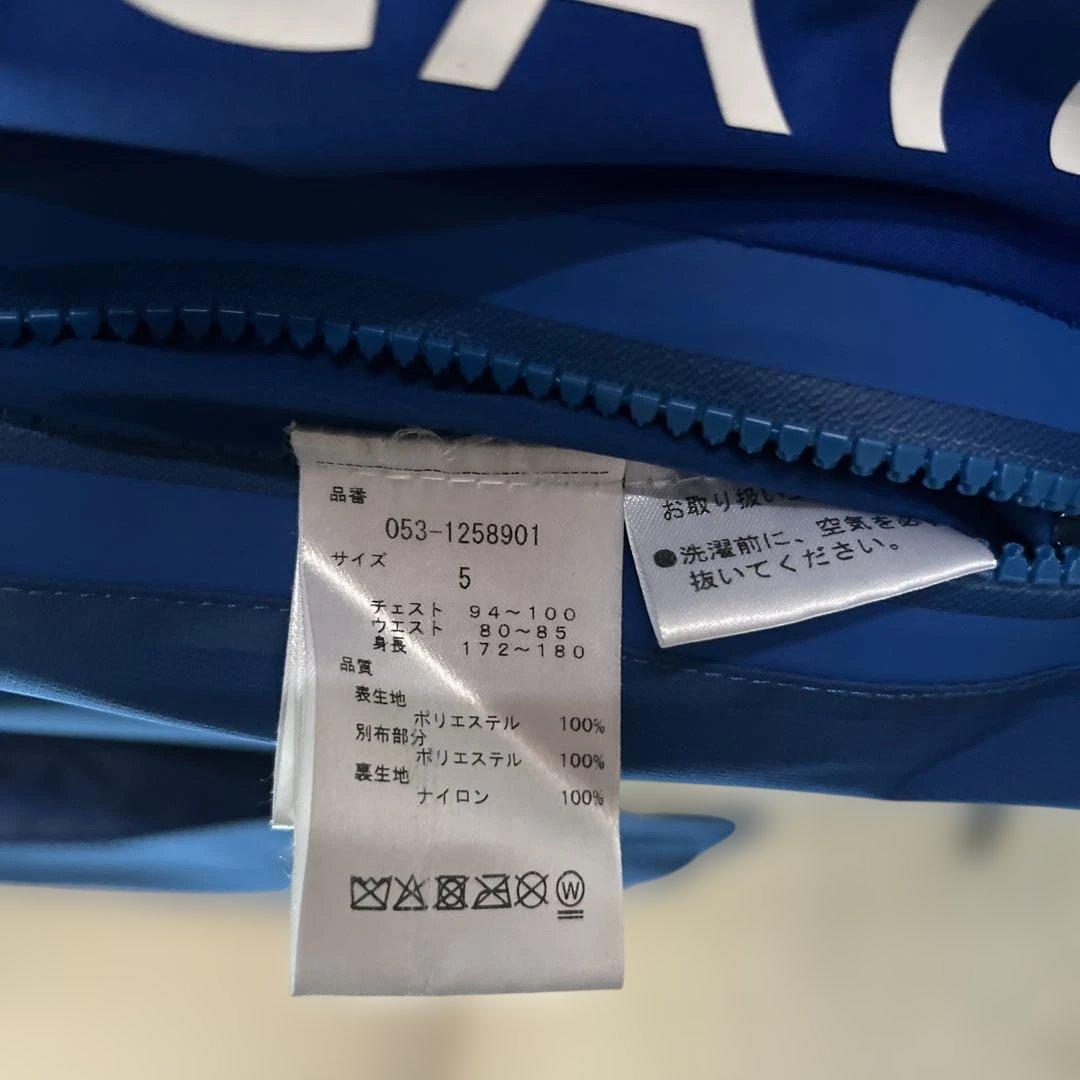 品番
053-1258901
サイズ
5
チェスト 94～100
ウエスト 80～85
身長 172～180
品質
表生地
ポリエステル 100%
別布部分
ポリエステル 100%
裏生地
ナイロン 100%
W
お取り扱い
●洗濯前に、空気を必ず
抜いてください。